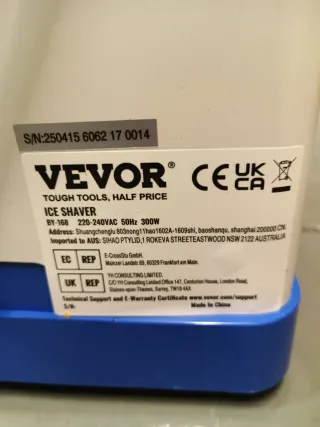 S/N:250415 6062 17 0014
VEVOR®
TOUGH TOOLS, HALF PRICE
CE UK CA
ICE SHAVER
BY-168 220-240VAC 50Hz 300W
Address: Shuangchenglu 803nong11hao1602A-1609shi, baoshanqu, shanghai 200000 CN.
Imported to AUS: SIHAO PTYLTD, 1 ROKEVA STREETEASTWOOD NSW 2122 AUSTRALIA
EC REP E-CrossStu GmbH.
Mainzer Landstr. 69, 60329 Frankfurt am Main.
UK REP YH CONSULTING LIMITED.
C/O YH Consulting Limited Office 147, Centurion House, London Road,
Staines-upon-Thames, Surrey, TW18 4AX
Technical Support and E-Warranty Certificate www.vevor.com/support
S/N: Made In China